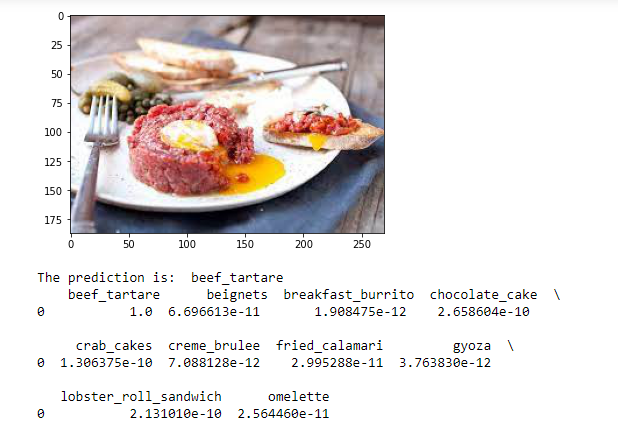 0
25
50
75
100
125
150
175
0 50 100 150 200 250
The prediction is:  beef_tartare
beef_tartare beignets breakfast_burrito chocolate_cake \
0 1.0 6.696613e-11 1.908475e-12 2.658604e-10
crab_cakes creme_brulee fried_calamari gyoza \
0 1.306375e-10 7.088128e-12 2.995288e-11 3.763830e-12
lobster_roll_sandwich omelette
0 2.131010e-10 2.564460e-11